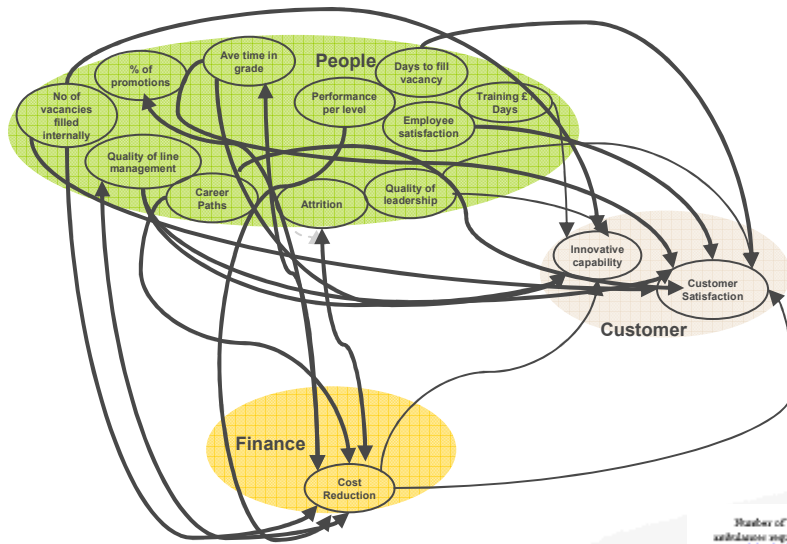 People
% of
promotions
Ave time in
grade
Days to fill
vacancy
No of
vacancies
filled
internally
Performance
per level
Training £'
Days
Employee
satisfaction
Quality of line
management
Career
Paths
Attrition
Quality of
leadership
Innovative
capability
Customer
Satisfaction
Customer
Finance
Cost
Reduction
Number of